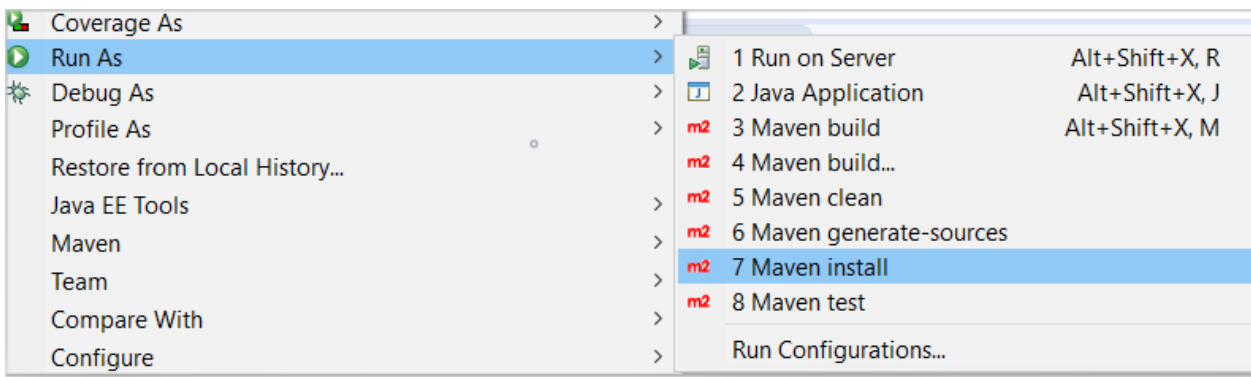 Coverage As
Run As
Debug As
Profile As
Restore from Local History...
Java EE Tools
Maven
Team
Compare With
Configure
1 Run on Server Alt+Shift+X, R
J 2 Java Application Alt+Shift+X, J
m2 3 Maven build Alt+Shift+X, M
m2 4 Maven build...
m2 5 Maven clean
m2 6 Maven generate-sources
m2 7 Maven install
m2 8 Maven test
Run Configurations...